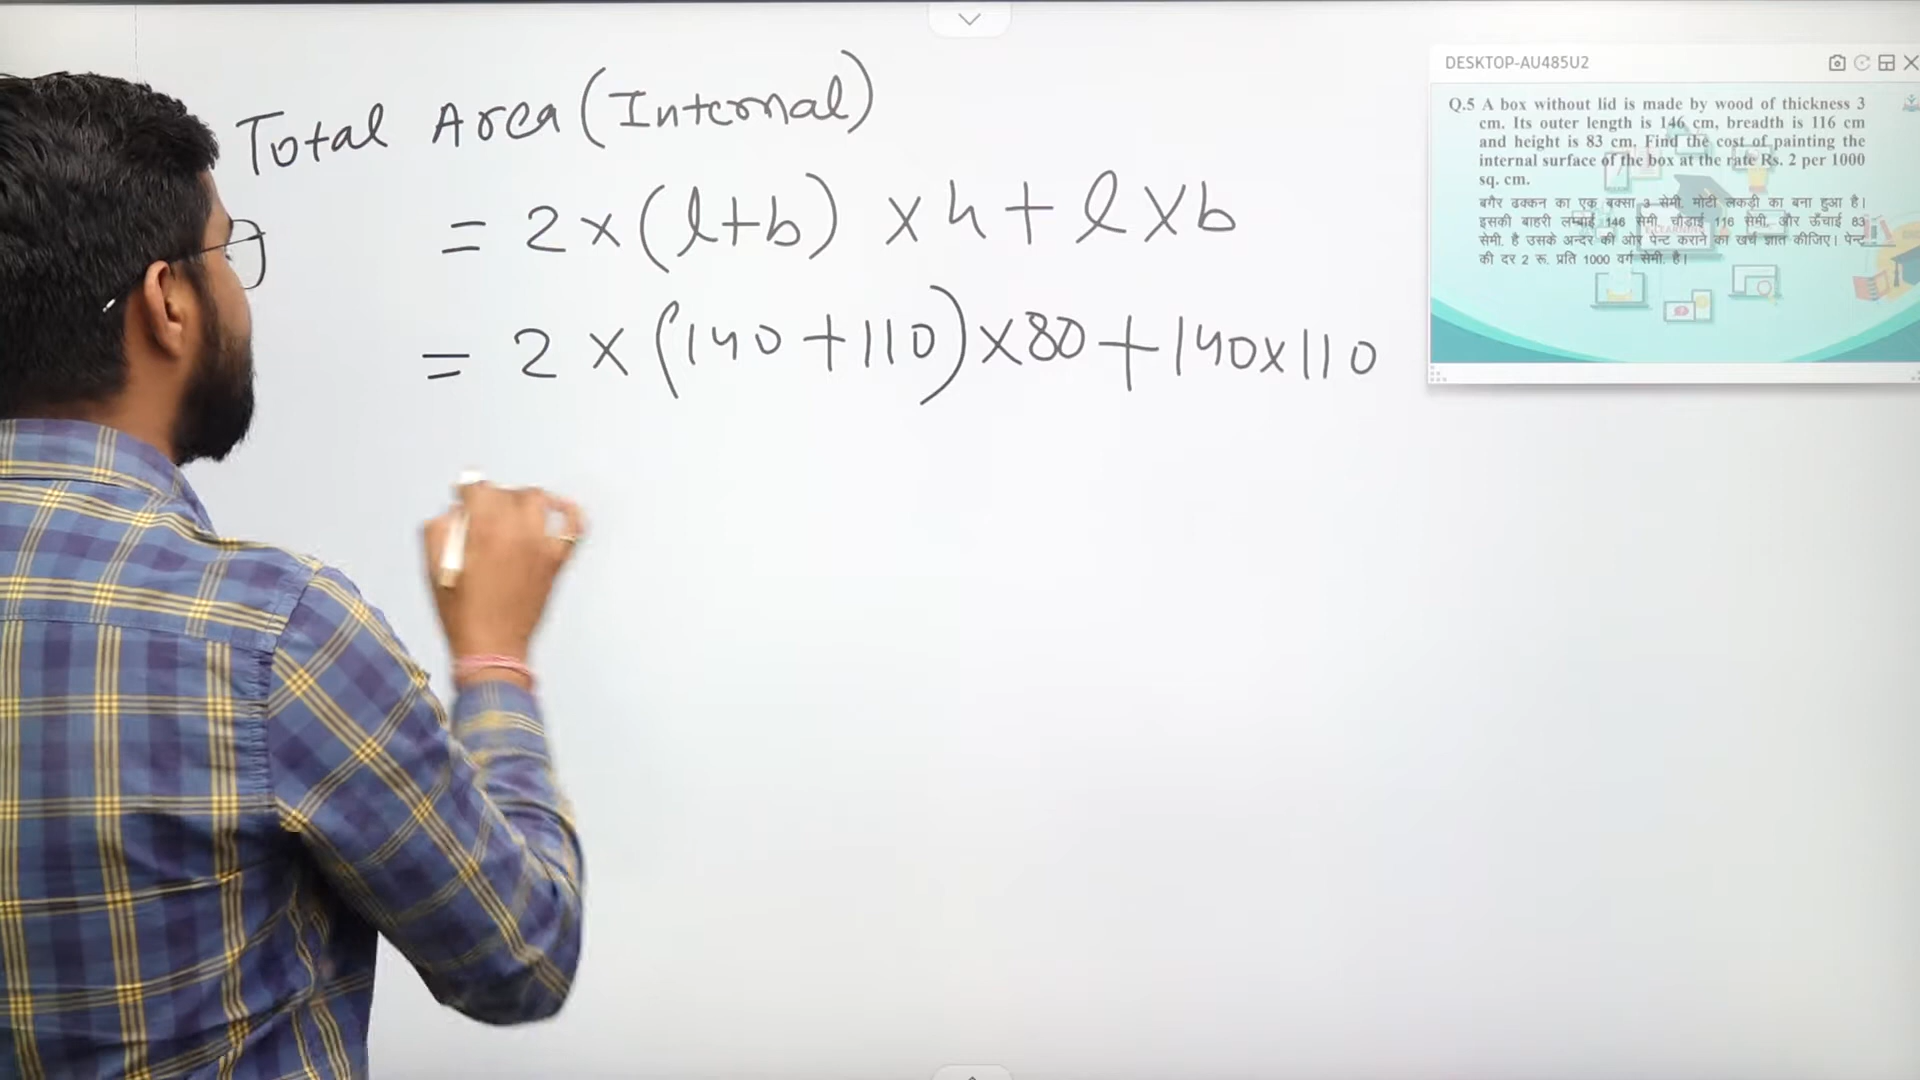 Total Area (Internal)
= 2 × (l+b) × h + l × b
= 2 × (140 + 110) × 80 + 140 × 110
DESKTOP-AU485U2
Q.5 A box without lid is made by wood of thickness 3
cm. Its outer length is 146 cm, breadth is 116 cm
and height is 83 cm. Find the cost of painting the
internal surface of the box at the rate Rs. 2 per 1000
sq. cm.
बगैर ढक्कन का एक बक्सा 3 सेमी. मोटी लकड़ी का बना हुआ है।
इसकी बाहरी लम्बाई 146 सेमी, चौड़ाई 116 सेमी. और ऊँचाई 83
सेमी. है उसके अन्दर की ओर पेन्ट कराने का खर्च ज्ञात कीजिए। पेन्ट
की दर 2 रू. प्रति 1000 वर्ग सेमी. है।